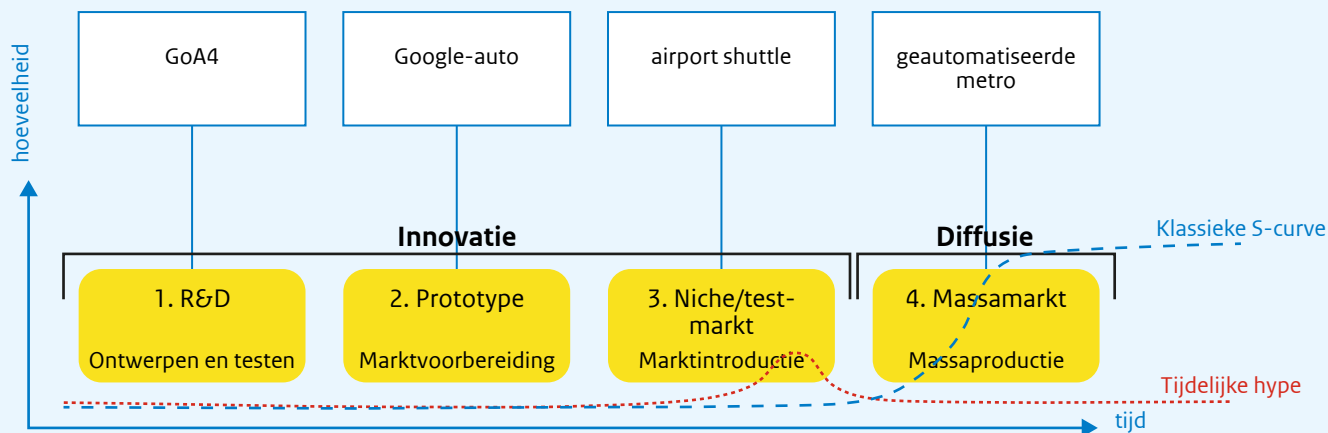 GoA4
Google-auto
airport shuttle
geautomatiseerde
metro
hoeveelheid
Innovatie
Diffusie
Klassieke S-curve
1. R&D
Ontwerpen en testen
2. Prototype
Marktvoorbereiding
3. Niche/test-
markt
Marktintroductie
4. Massamarkt
Massaproductie
Tijdelijke hype
tijd